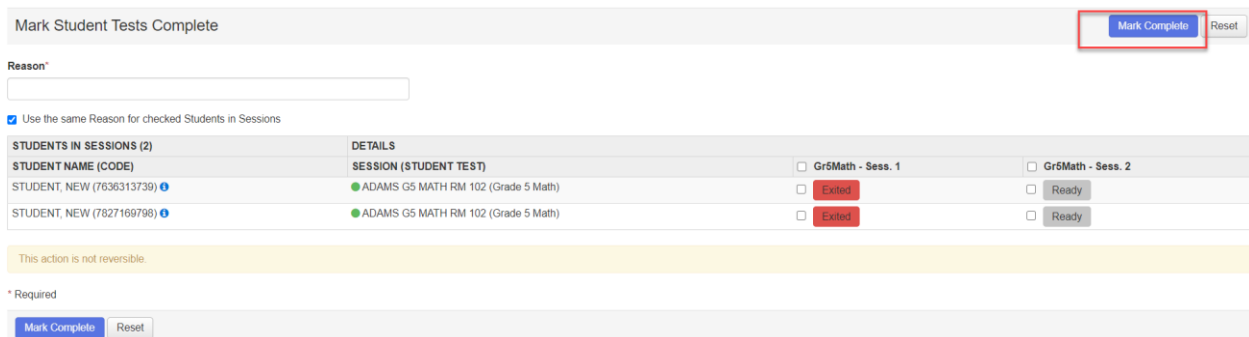 Mark Student Tests Complete Mark Complete Reset
Reason*
Use the same Reason for checked Students in Sessions
STUDENTS IN SESSIONS (2) DETAILS
STUDENT NAME (CODE) SESSION (STUDENT TEST) Gr5Math - Sess. 1 Gr5Math - Sess. 2
STUDENT, NEW (7636313739) ADAMS G5 MATH RM 102 (Grade 5 Math) Exited Ready
STUDENT, NEW (7827169798) ADAMS G5 MATH RM 102 (Grade 5 Math) Exited Ready
This action is not reversible.
* Required
Mark Complete Reset